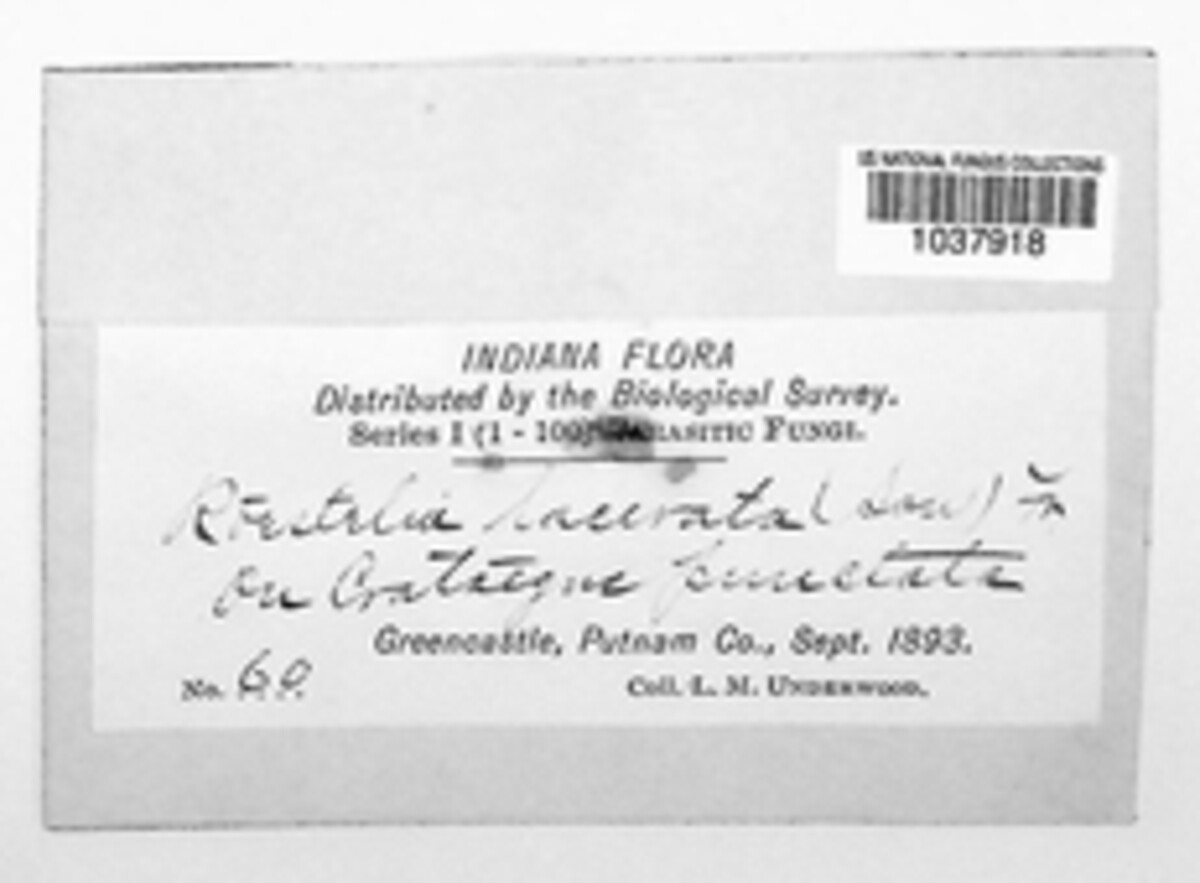 US NATIONAL FUNGUS COLLECTIONS
1037918
INDIANA FLORA
Distributed by the Biological Survey.
Series I (1 - 100) PARASITIC FUNGI.
Roestelia lacerata (Sow) Fr
on Crataegus punctata
Greencastle, Putnam Co., Sept. 1893.
No. 60.
Coll. L. M. UNDERWOOD.